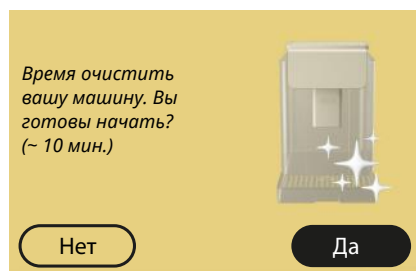 Время очистить
вашу машину. Вы
готовы начать?
(~ 10 мин.)
Нет
Да